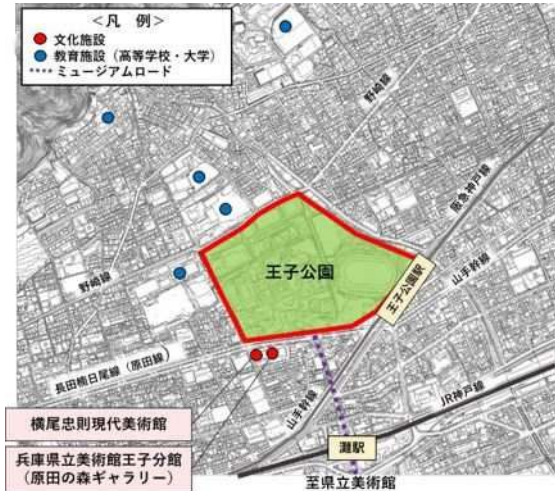 ＜凡 例＞
文化施設
教育施設（高等学校・大学）
ミュージアムロード
野崎線
阪急神戸線
山手幹線
王子公園
王子公園駅
野崎線
長田楠日尾線（原田線）
山手幹線
JR神戸線
横尾忠則現代美術館
灘駅
兵庫県立美術館王子分館
（原田の森ギャラリー）
至県立美術館